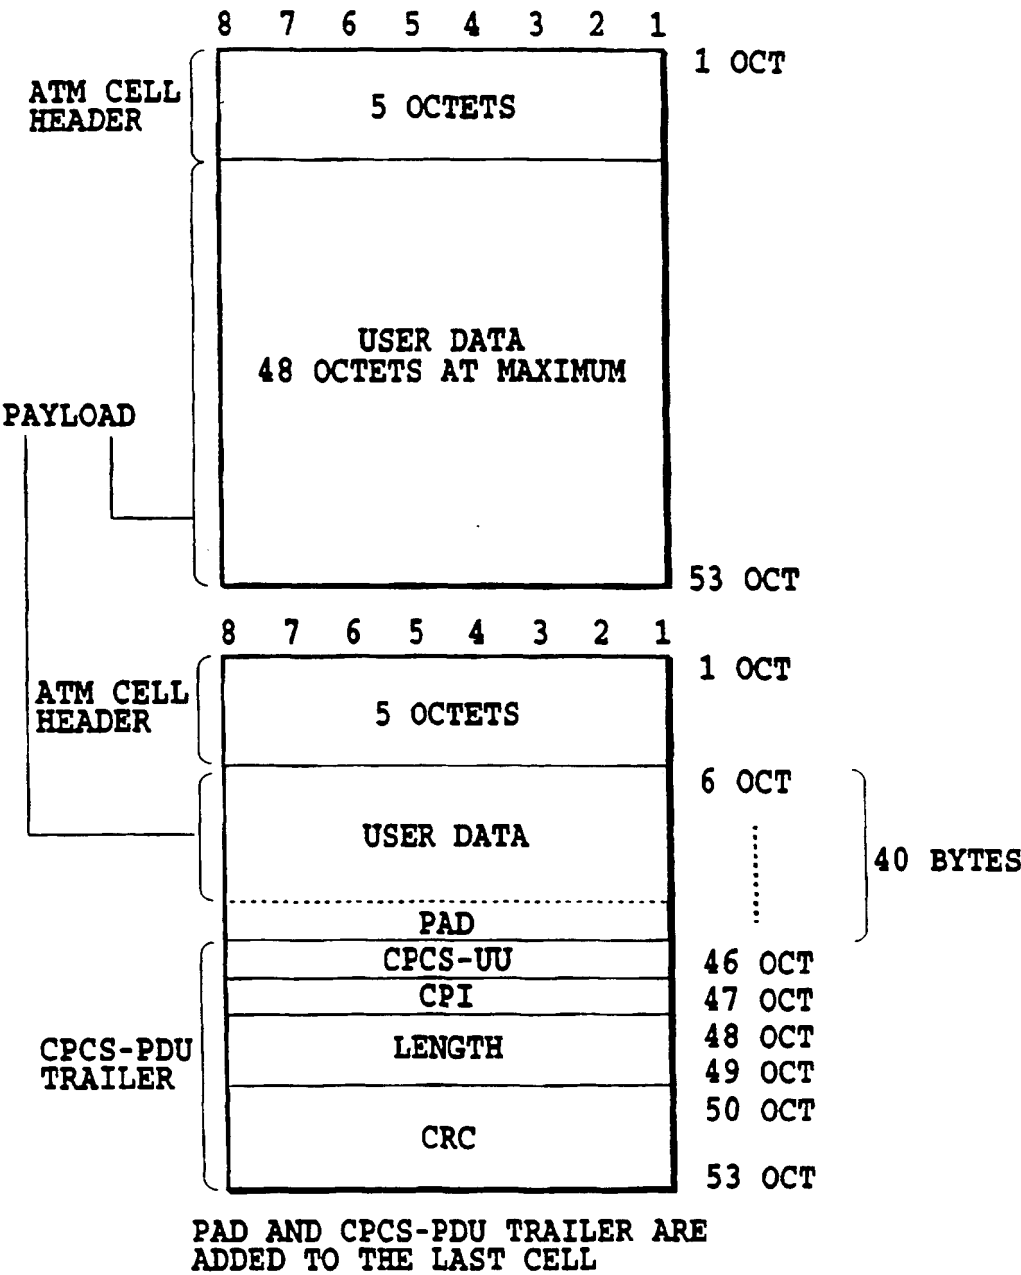 8 7 6 5 4 3 2 1
1 OCT
ATM CELL
HEADER
5 OCTETS
USER DATA
48 OCTETS AT MAXIMUM
PAYLOAD
53 OCT
8 7 6 5 4 3 2 1
1 OCT
ATM CELL
HEADER
5 OCTETS
6 OCT
USER DATA
40 BYTES
PAD
CPCS-UU
46 OCT
CPI
47 OCT
CPCS-PDU
TRAILER
LENGTH
48 OCT
49 OCT
50 OCT
CRC
53 OCT
PAD AND CPCS-PDU TRAILER ARE
ADDED TO THE LAST CELL